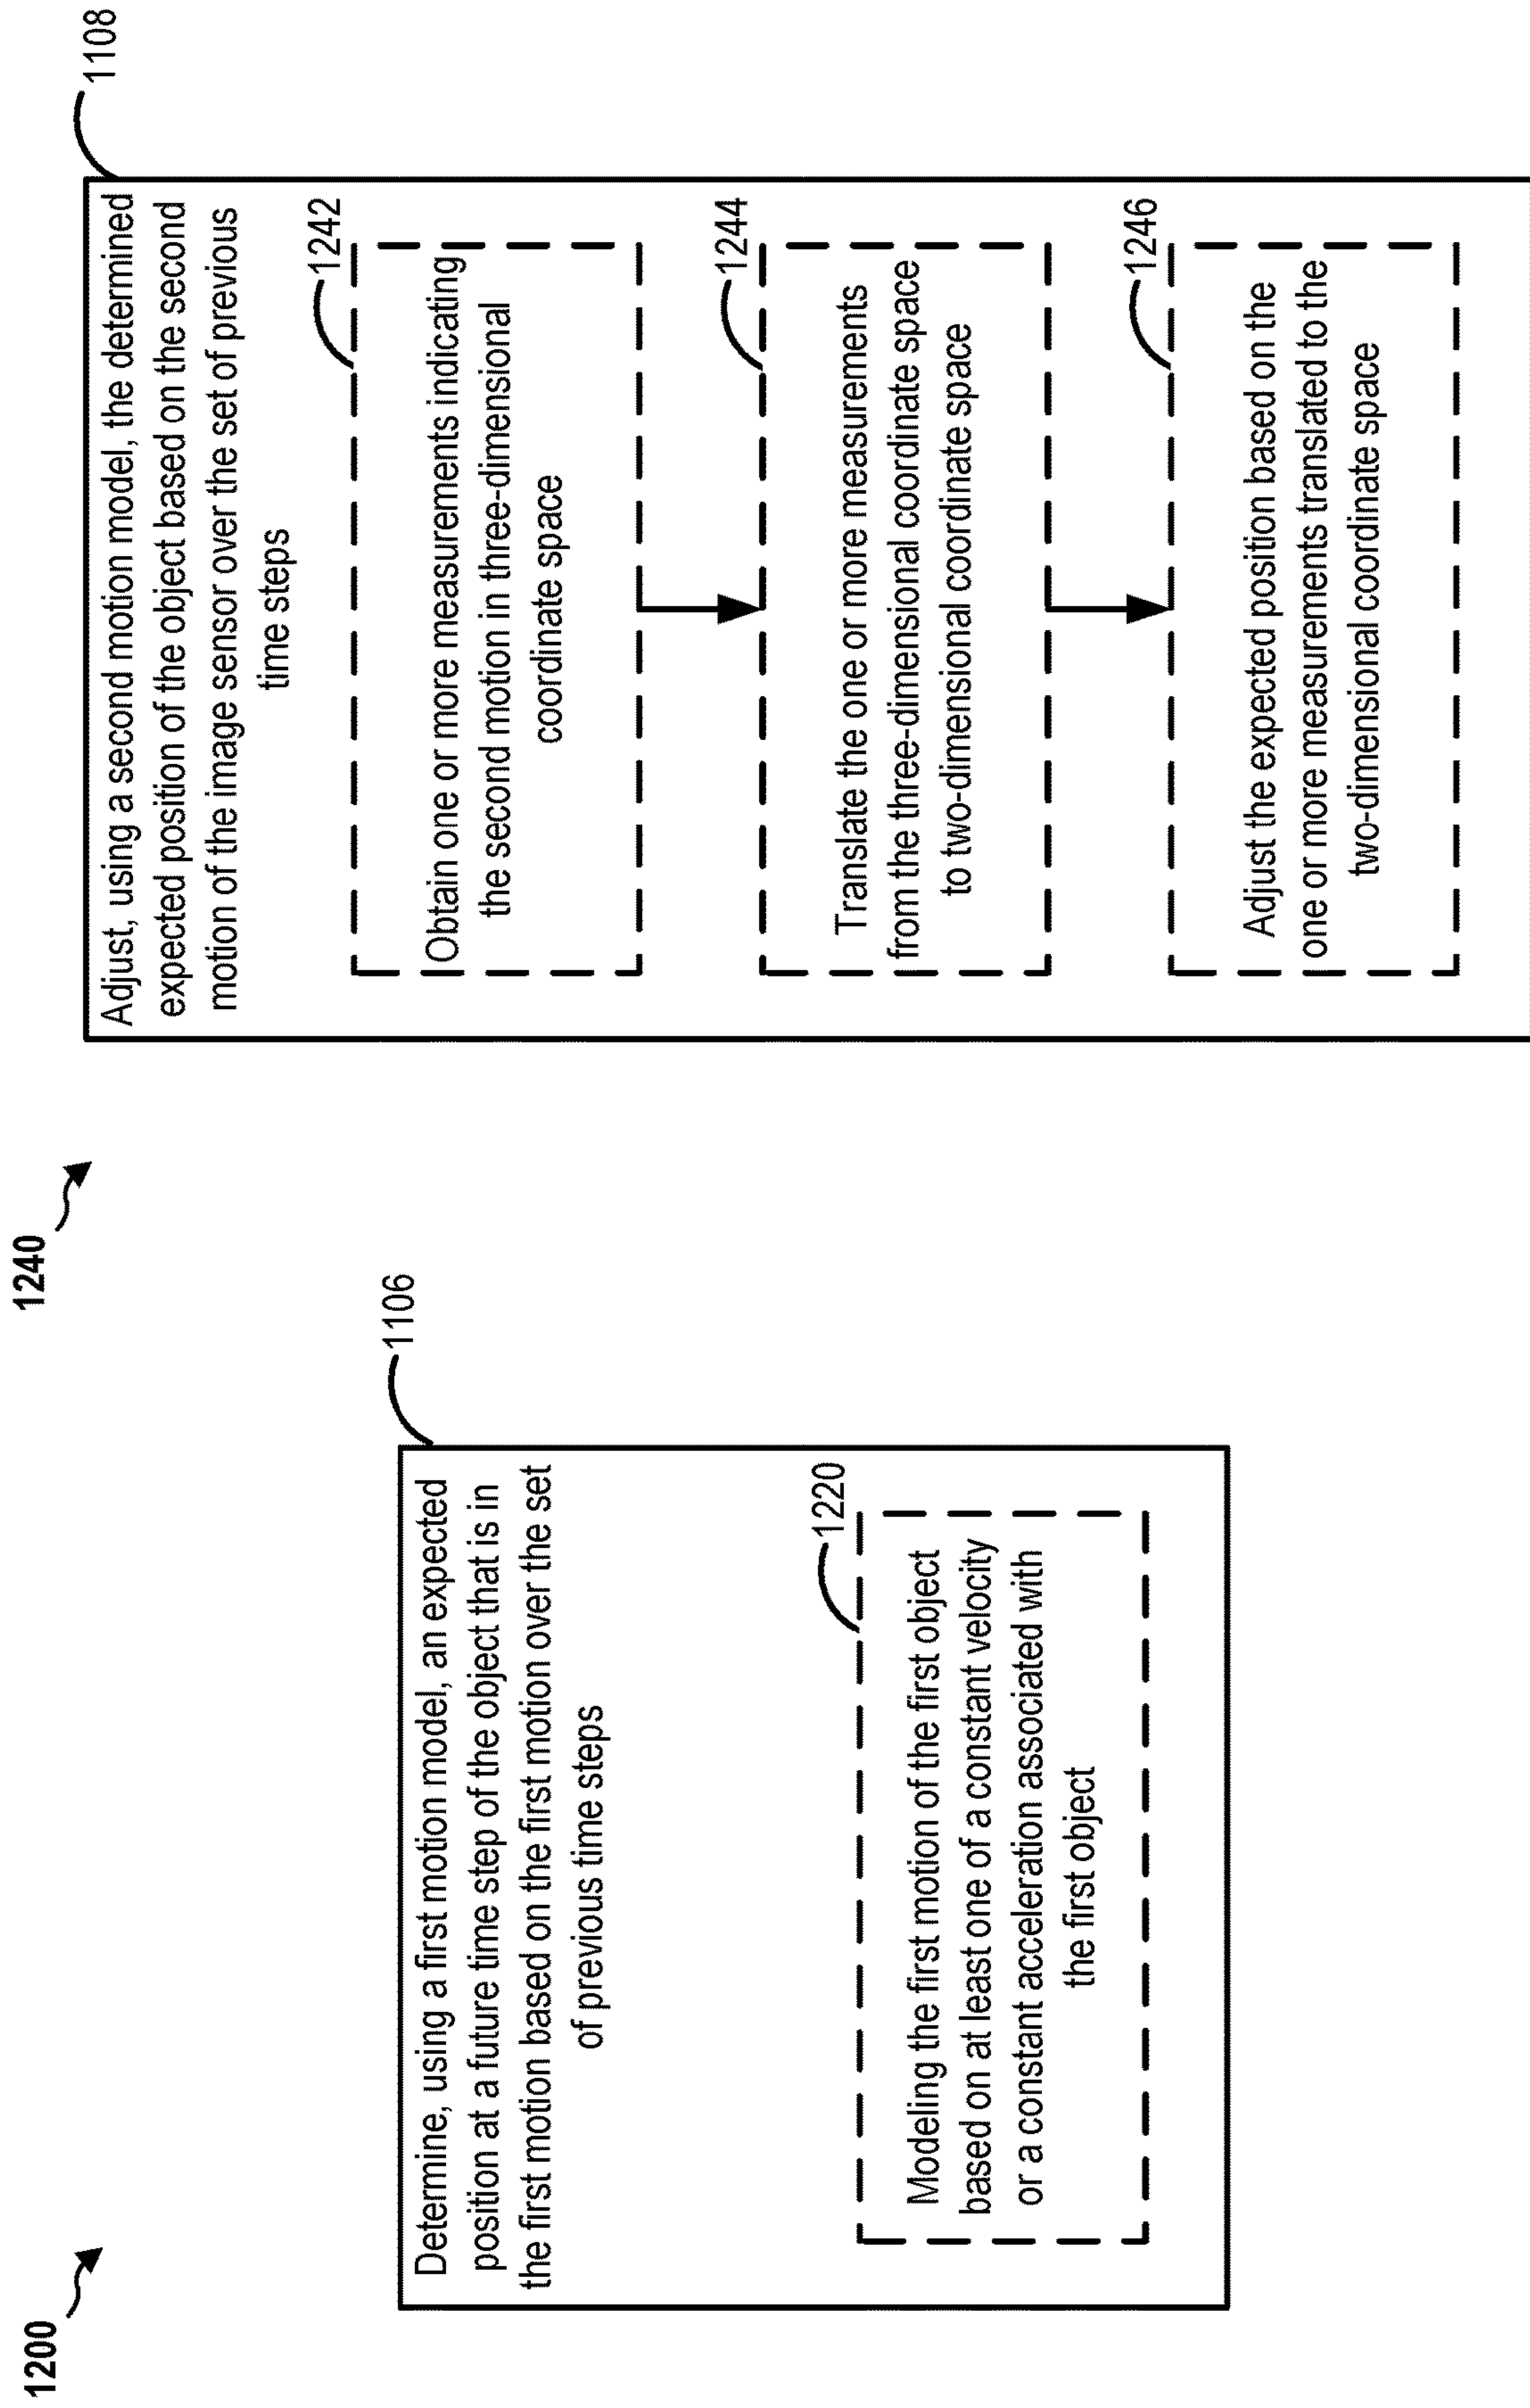 1200
1106
Determine, using a first motion model, an expected
position at a future time step of the object that is in
the first motion based on the first motion over the set
of previous time steps
1220
Modeling the first motion of the first object
based on at least one of a constant velocity
or a constant acceleration associated with
the first object
1240
1108
Adjust, using a second motion model, the determined
expected position of the object based on the second
motion of the image sensor over the set of previous
time steps
1242
Obtain one or more measurements indicating
the second motion in three-dimensional
coordinate space
1244
Translate the one or more measurements
from the three-dimensional coordinate space
to two-dimensional coordinate space
1246
Adjust the expected position based on the
one or more measurements translated to the
two-dimensional coordinate space